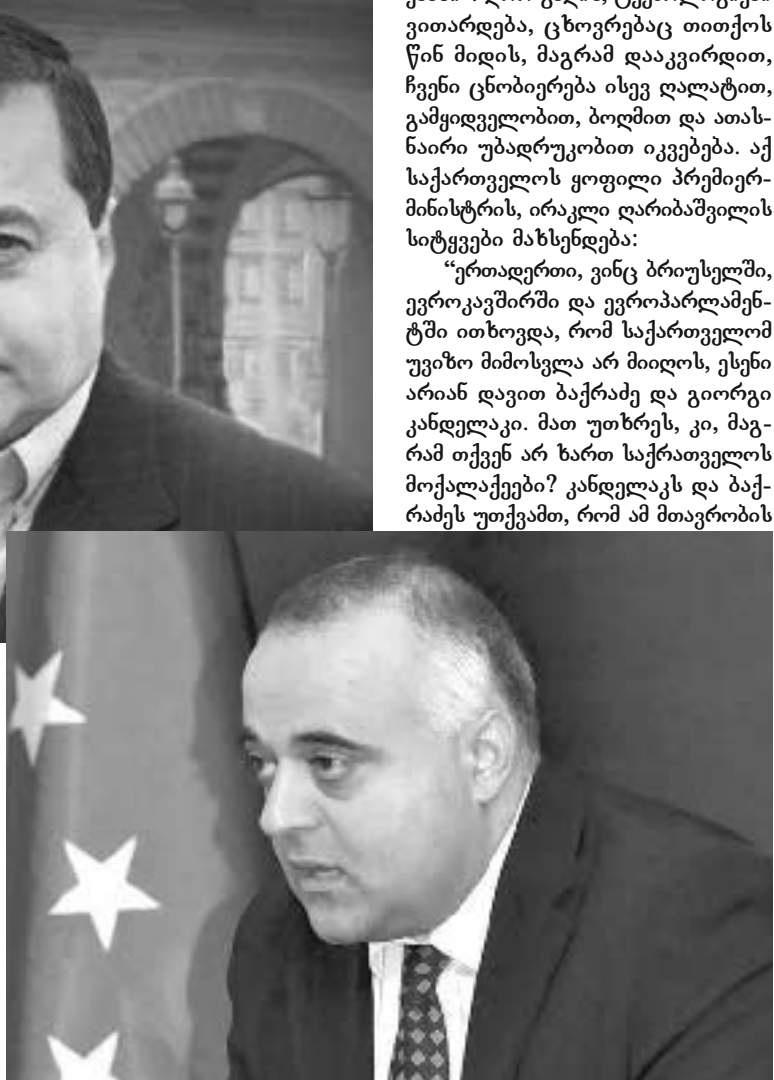 ვითარდება, ცხოვრებაც თითქოს
წინ მიდის, მაგრამ დააკვირდით,
ჩვენი ცნობიერება ისევ ღალატით,
გამყიდველობით, ბოღმით და ათას-
ნაირი უბადრუკობით იკვებება. აქ
საქართველოს ყოფილი პრემიერ-
მინისტრის, ირაკლი ღარიბაშვილის
სიტყვები მახსენდება:
“ერთადერთი, ვინც ბრიუსელში,
ევროკავშირში და ევროპარლამენ-
ტში ითხოვდა, რომ საქართველომ
უვიზო მიმოსვლა არ მიიღოს, ესენი
არიან დავით ბაქრაძე და გიორგი
კანდელაკი. მათ უთხრეს, კი, მაგ-
რამ თქვენ არ ხართ საქრათველოს
მოქალაქეები? კანდელაკს და ბაქ-
რაძეს უთქვამთ, რომ ამ მთავრობის